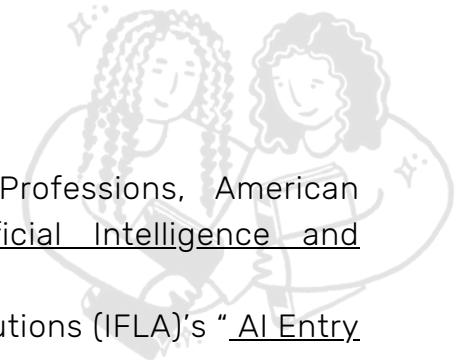 Professions, American
ficial Intelligence and
utions (IFLA)'s “ AI Entry